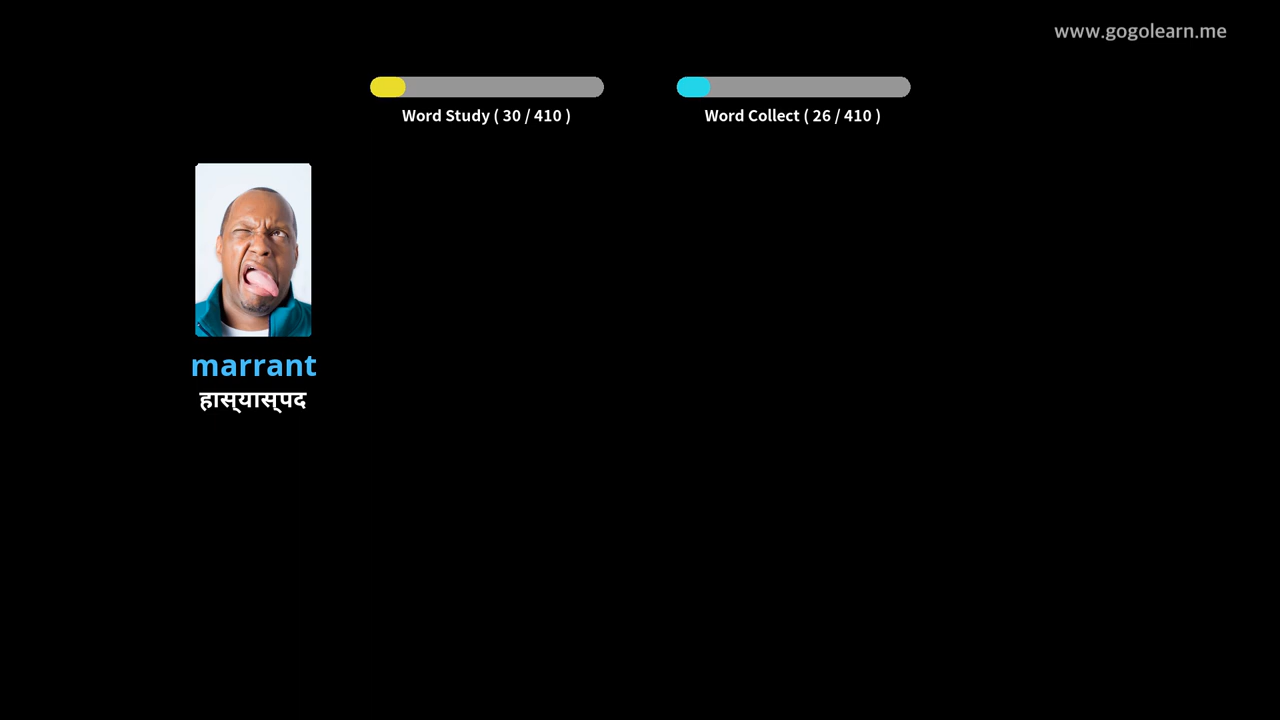 www.gogolearn.me
Word Study ( 30 / 410 )
Word Collect ( 26 / 410 )
marrant
हास्‌यास्‌पद